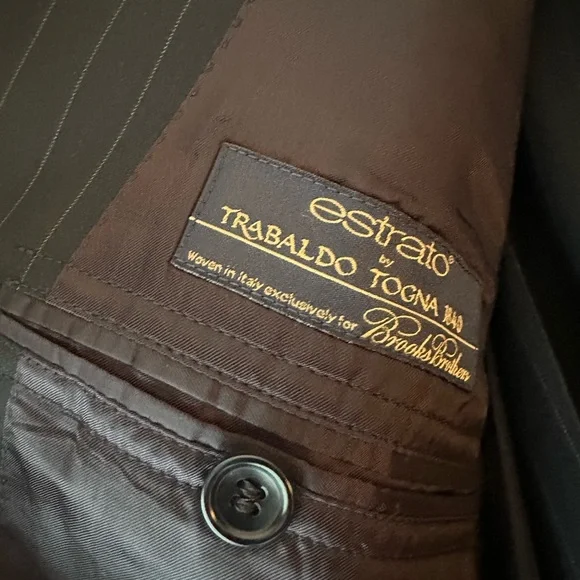 estrato®
by
TRABALDO TOGNA 1840
Woven in Italy exclusively for
Brooks Brothers